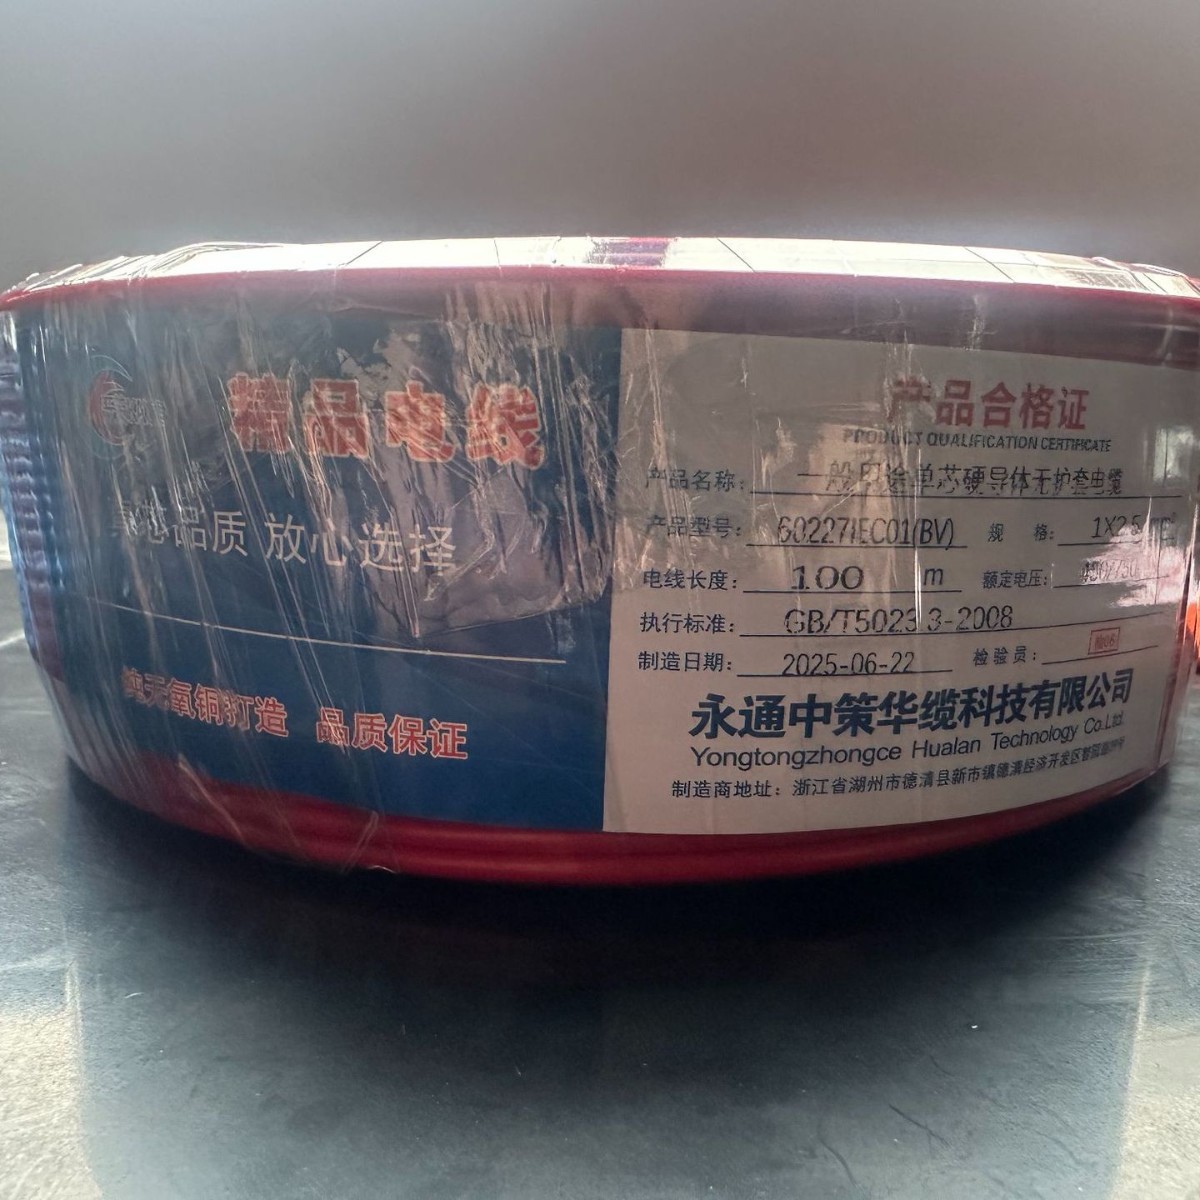 精品电线
品质 放心选择
纯无氧铜打造 品质保证
产品合格证
PRODUCT QUALIFICATION CERTIFICATE
产品名称: 一般用途单芯硬导体无护套电缆
产品型号: 60227IEC01(BV) 规 格: 1X2.5
电线长度: 100 m 额定电压:
执行标准: GB/T5023.3-2008
制造日期: 2025-06-22 检验员:
永通中策华缆科技有限公司
Yongtongzhongce Hualan Technology Co.Ltd.
制造商地址: 浙江省湖州市德清县新市镇德清经济开发区